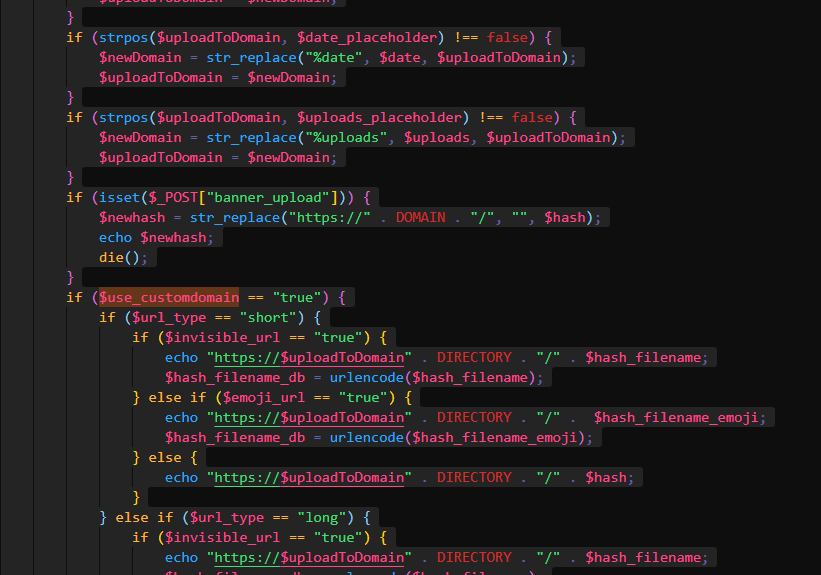 $uploadToDomain = $newDomain;
}
if (strpos($uploadToDomain, $date_placeholder) !== false) {
$newDomain = str_replace("%date", $date, $uploadToDomain);
$uploadToDomain = $newDomain;
}
if (strpos($uploadToDomain, $uploads_placeholder) !== false) {
$newDomain = str_replace("%uploads", $uploads, $uploadToDomain);
$uploadToDomain = $newDomain;
}
if (isset($_POST["banner_upload"])) {
$newhash = str_replace("https://" . DOMAIN . "/", "", $hash);
echo $newhash;
die();
}
if ($use_customdomain == "true") {
if ($url_type == "short") {
if ($invisible_url == "true") {
echo "https://$uploadToDomain" . DIRECTORY . "/" . $hash_filename;
$hash_filename_db = urlencode($hash_filename);
} else if ($emoji_url == "true") {
echo "https://$uploadToDomain" . DIRECTORY . "/" .  $hash_filename_emoji;
$hash_filename_db = urlencode($hash_filename_emoji);
} else {
echo "https://$uploadToDomain" . DIRECTORY . "/" . $hash;
}
} else if ($url_type == "long") {
if ($invisible_url == "true") {
echo "https://$uploadToDomain" . DIRECTORY . "/" . $hash_filename;